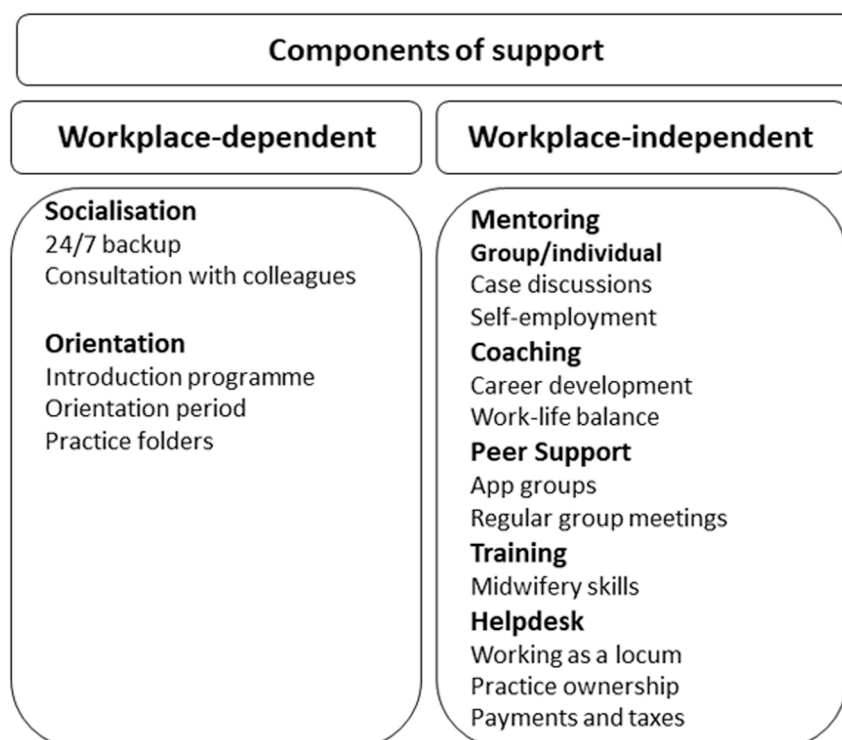 Components of support
Workplace-dependent
Socialisation
24/7 backup
Consultation with colleagues
Orientation
Introduction programme
Orientation period
Practice folders
Workplace-independent
Mentoring
Group/individual
Case discussions
Self-employment
Coaching
Career development
Work-life balance
Peer Support
App groups
Regular group meetings
Training
Midwifery skills
Helpdesk
Working as a locum
Practice ownership
Payments and taxes